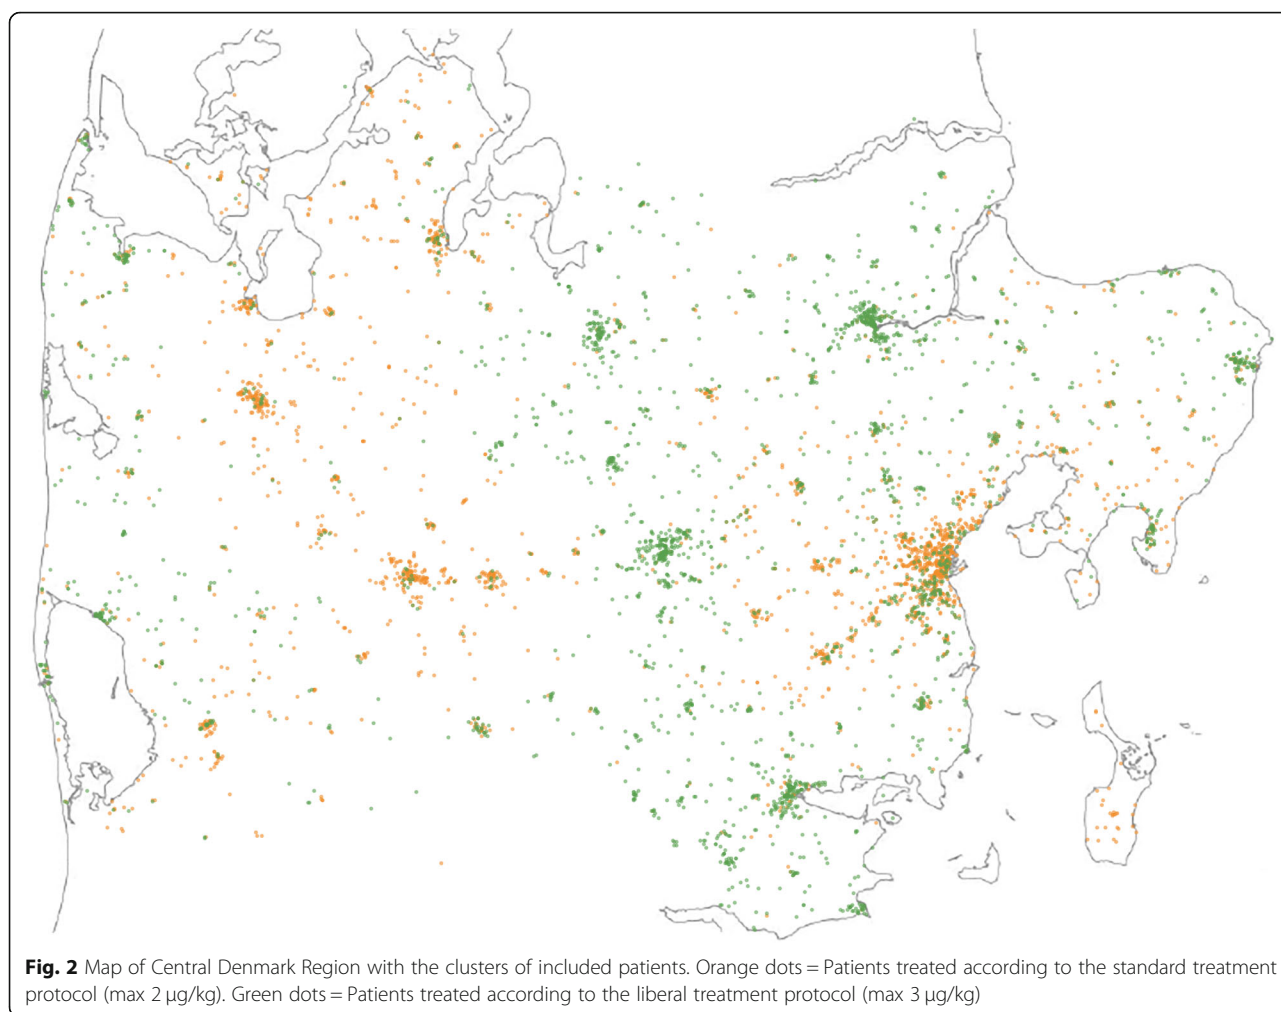 Fig. 2 Map of Central Denmark Region with the clusters of included patients. Orange dots = Patients treated according to the standard treatment
protocol (max 2 μg/kg). Green dots = Patients treated according to the liberal treatment protocol (max 3 μg/kg)